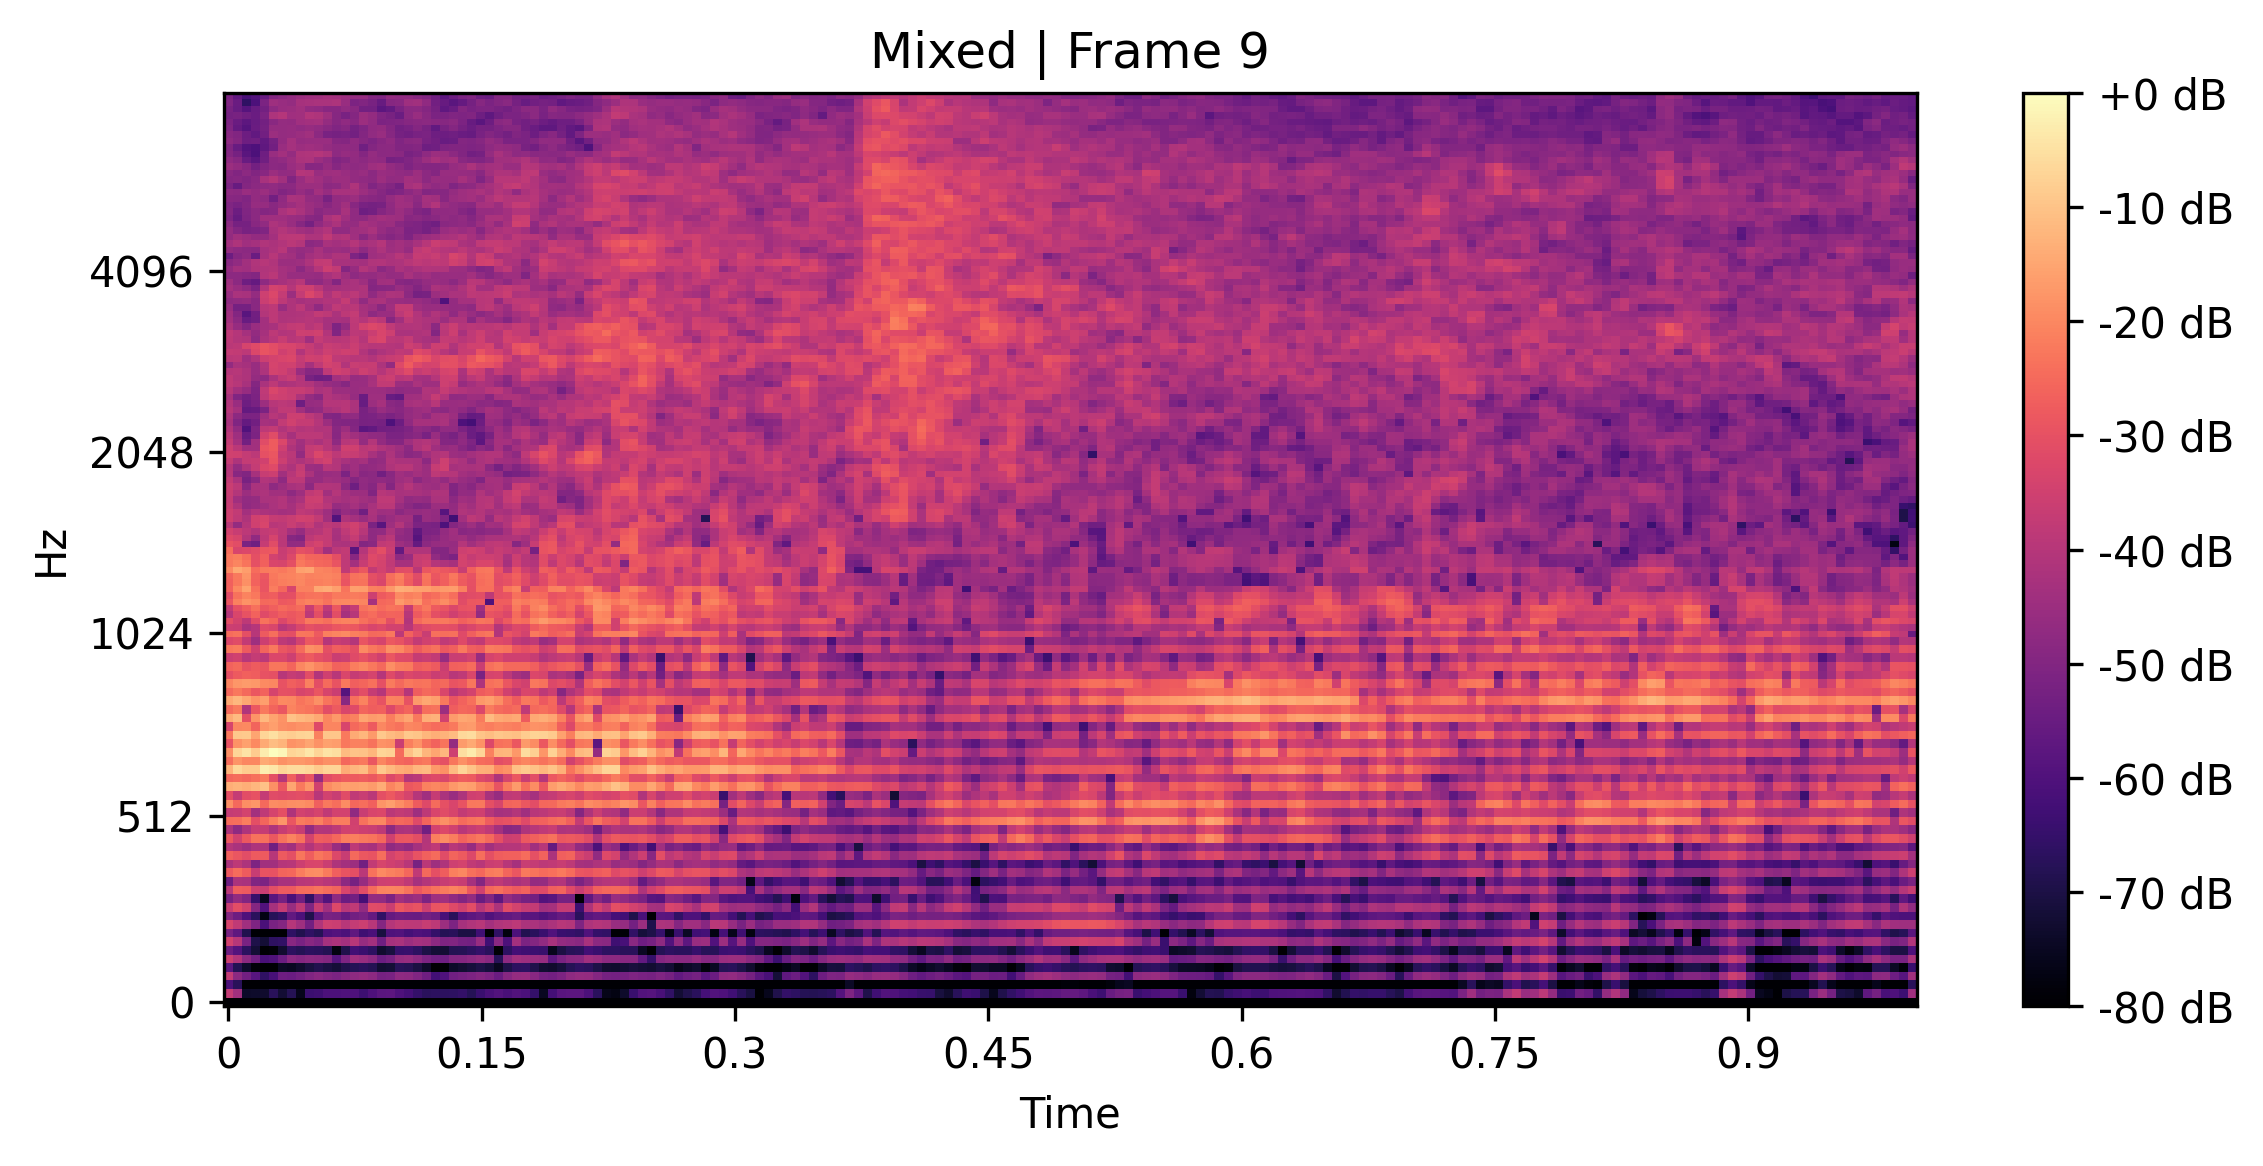 Mixed | Frame 9
+0 dB
-10 dB
-20 dB
-30 dB
-40 dB
-50 dB
-60 dB
-70 dB
-80 dB
4096
2048
1024
512
0
Hz
0 0.15 0.3 0.45 0.6 0.75 0.9
Time